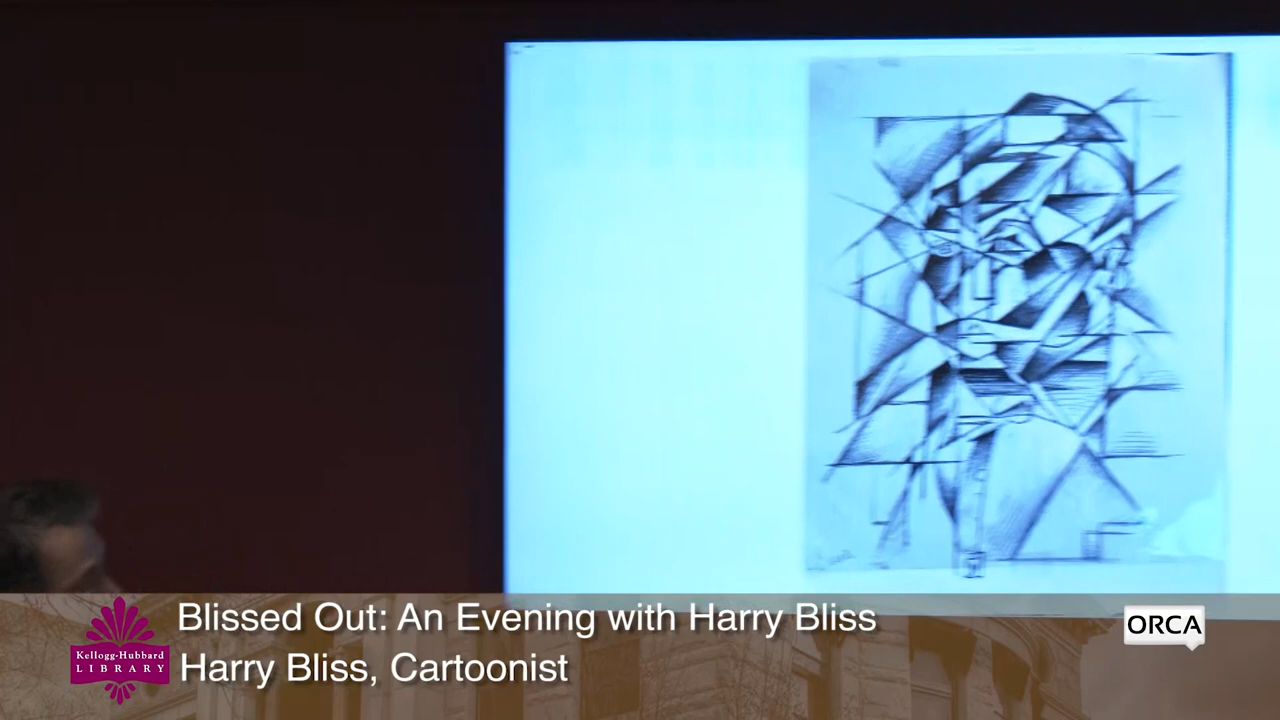 Blissed Out: An Evening with Harry Bliss
Harry Bliss, Cartoonist
Kellogg-Hubbard
LIBRARY
ORCA